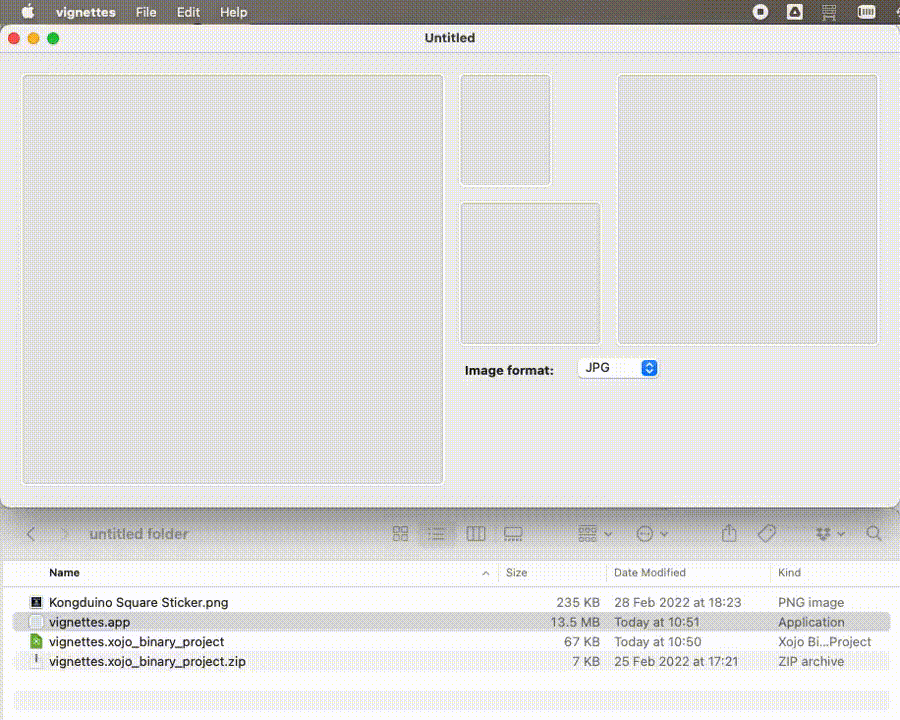 vignettes File Edit Help
Untitled
Image format: JPG
untitled folder
Name Size Date Modified Kind
Kongduino Square Sticker.png 235 KB 28 Feb 2022 at 18:23 PNG image
vignettes.app 13.5 MB Today at 10:51 Application
vignettes.xojo_binary_project 67 KB Today at 10:50 Xojo Bi...Project
vignettes.xojo_binary_project.zip 7 KB 25 Feb 2022 at 17:21 ZIP archive